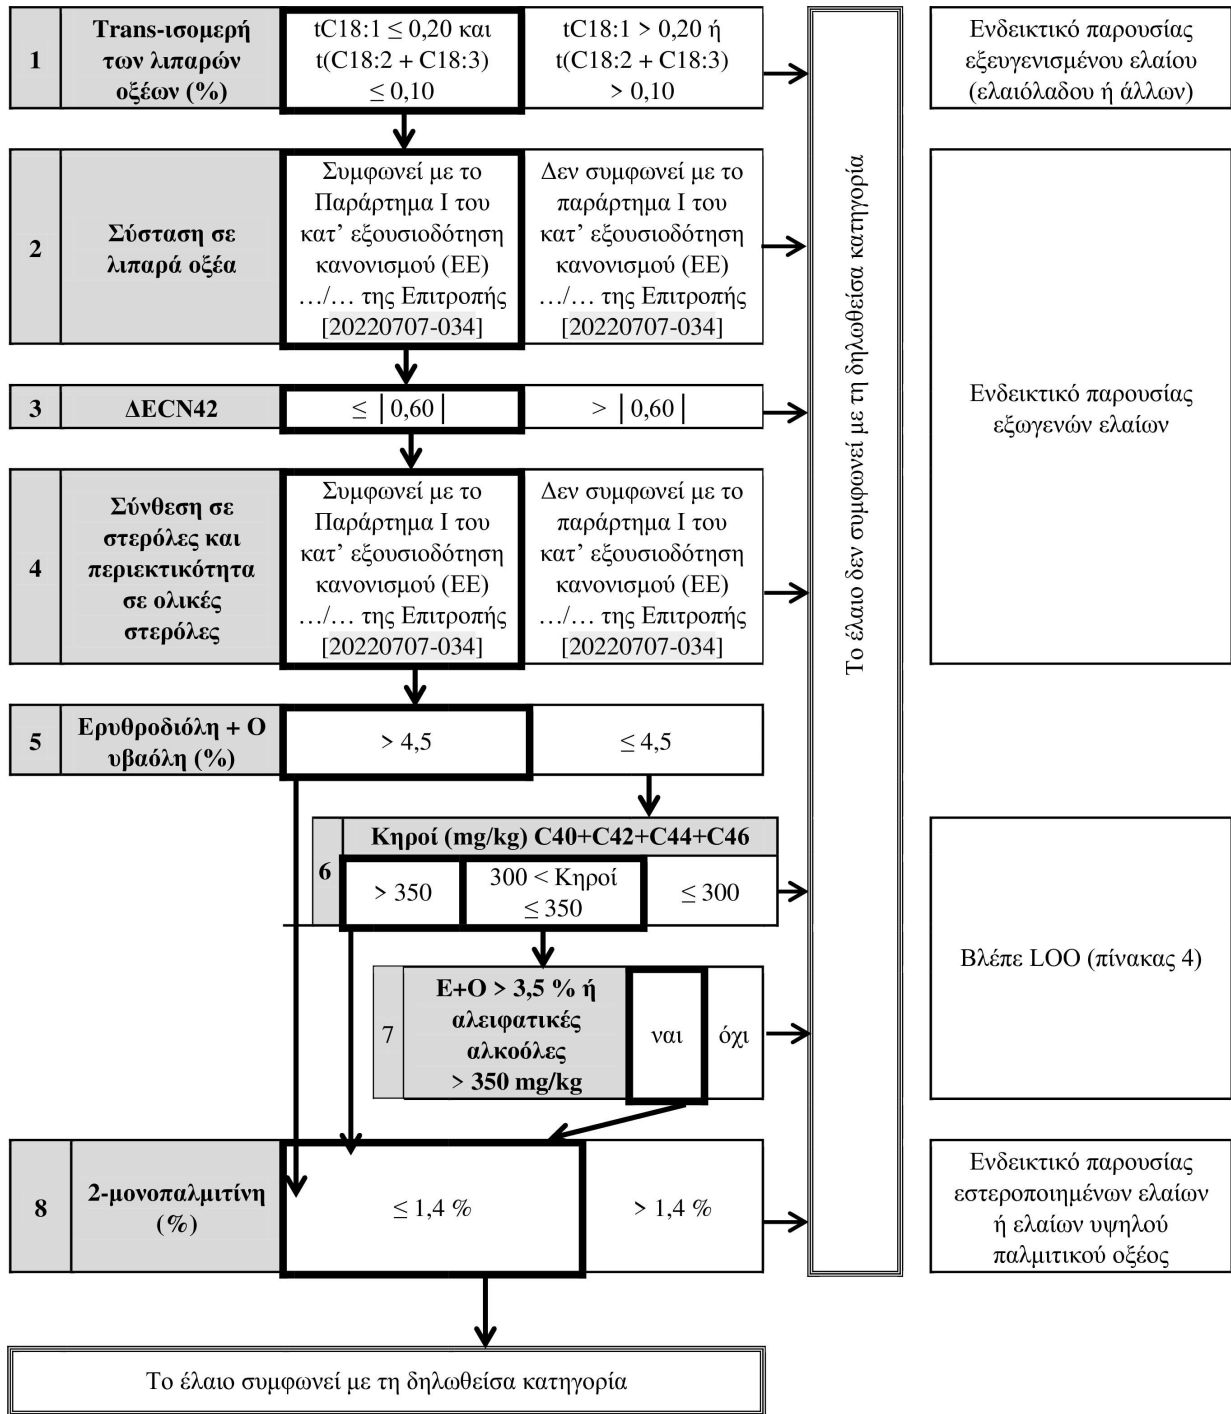 1
Trans-ισομερή
των λιπαρών
οξέων (%)
tC18:1 ≤ 0,20 και
t(C18:2 + C18:3)
≤ 0,10
tC18:1 > 0,20 ή
t(C18:2 + C18:3)
> 0,10
Ενδεικτικό παρουσίας
εξευγενισμένου ελαίου
(ελαιόλαδου ή άλλων)
Το έλαιο δεν συμφωνεί με τη δηλωθείσα κατηγορία
2
Σύσταση σε
λιπαρά οξέα
Συμφωνεί με το
Παράρτημα I του
κατ’ εξουσιοδότηση
κανονισμού (ΕΕ)
…/… της Επιτροπής
[20220707-034]
Δεν συμφωνεί με το
παράρτημα I του
κατ’ εξουσιοδότηση
κανονισμού (ΕΕ)
…/… της Επιτροπής
[20220707-034]
Ενδεικτικό παρουσίας
εξωγενών ελαίων
3
ΔECN42
≤ | 0,60 |
> | 0,60 |
4
Σύνθεση σε
στερόλες και
περιεκτικότητα
σε ολικές
στερόλες
Συμφωνεί με το
Παράρτημα I του
κατ’ εξουσιοδότηση
κανονισμού (ΕΕ)
…/… της Επιτροπής
[20220707-034]
Δεν συμφωνεί με το
παράρτημα I του
κατ’ εξουσιοδότηση
κανονισμού (ΕΕ)
…/… της Επιτροπής
[20220707-034]
5
Ερυθροδιόλη + Ο
υβαόλη (%)
> 4,5
≤ 4,5
6
Κηροί (mg/kg) C40+C42+C44+C46
> 350
300 < Κηροί
≤ 350
≤ 300
Βλέπε LOO (πίνακας 4)
7
Ε+Ο > 3,5 % ή
αλειφατικές
αλκοόλες
> 350 mg/kg
ναι
όχι
8
2-μονοπαλμιτίνη
(%)
≤ 1,4 %
> 1,4 %
Ενδεικτικό παρουσίας
εστεροποιημένων ελαίων
ή ελαίων υψηλού
παλμιτικού οξέος
Το έλαιο συμφωνεί με τη δηλωθείσα κατηγορία